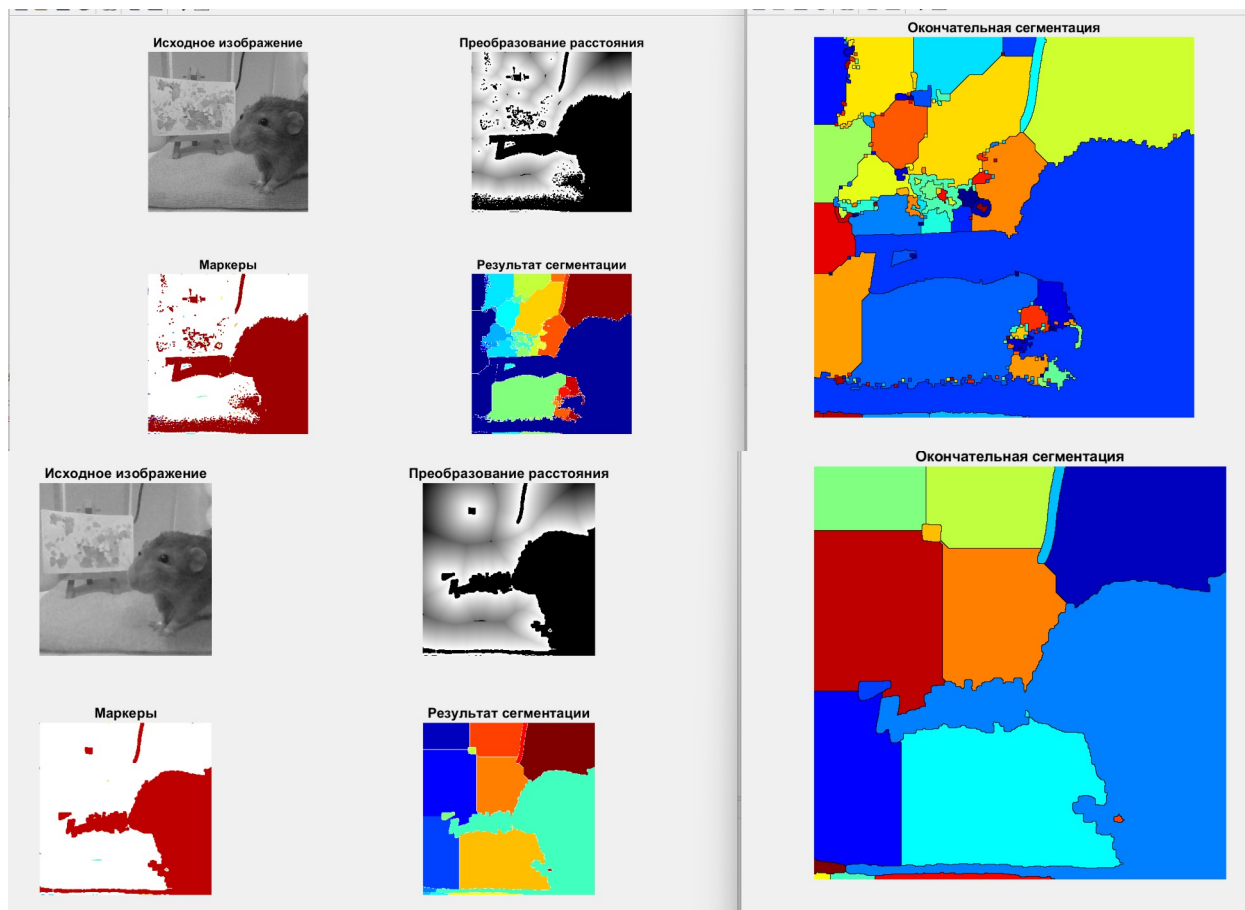 Исходное изображение
Преобразование расстояния
Окончательная сегментация
Маркеры
Результат сегментации
Исходное изображение
Преобразование расстояния
Окончательная сегментация
Маркеры
Результат сегментации